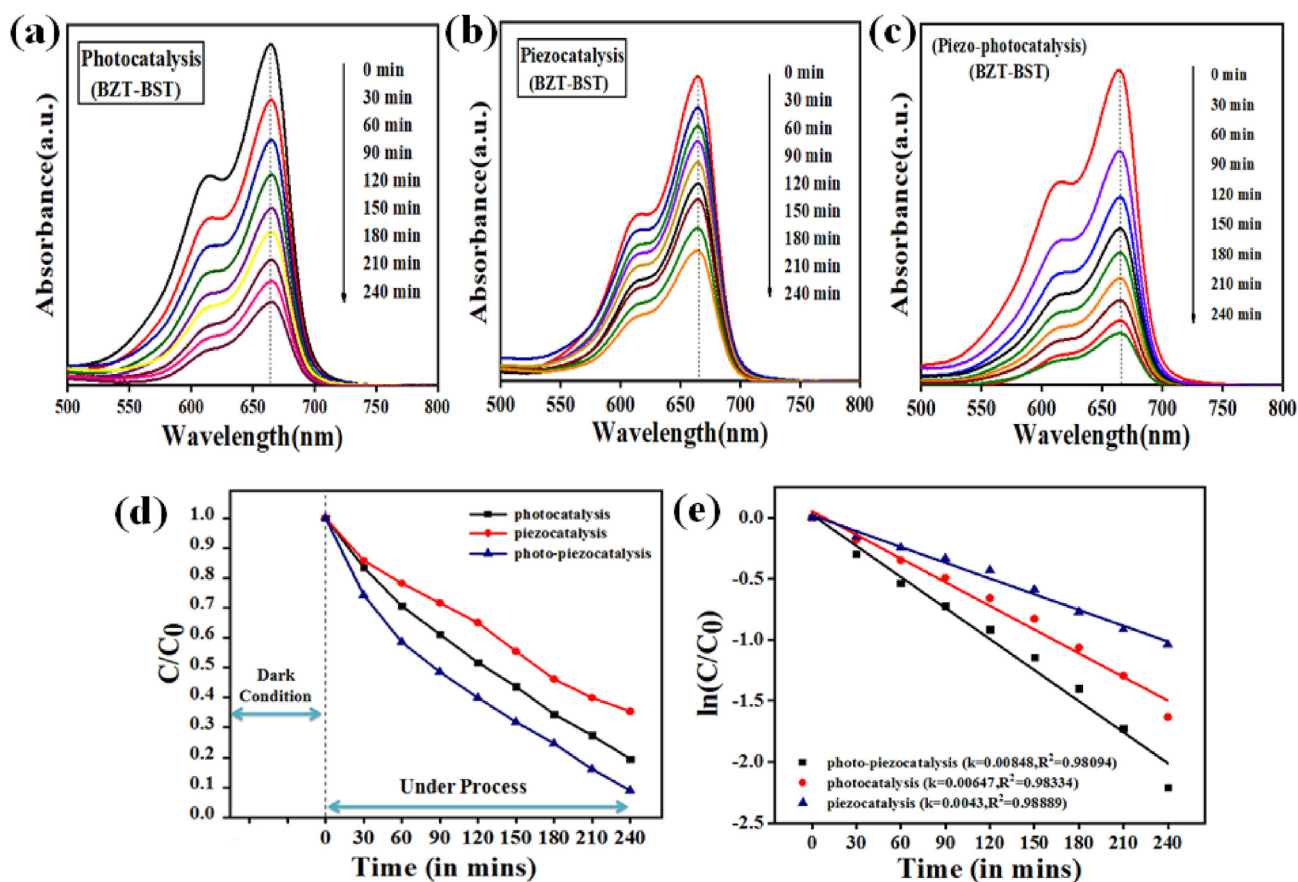 (a)
Photocatalysis
(BZT-BST)
0 min
30 min
60 min
90 min
120 min
150 min
180 min
210 min
240 min
Absorbance(a.u.)
500 550 600 650 700 750 800
Wavelength(nm)
(b)
Piezocatalysis
(BZT-BST)
0 min
30 min
60 min
90 min
120 min
150 min
180 min
210 min
240 min
Absorbance(a.u.)
500 550 600 650 700 750 800
Wavelength(nm)
(c)
(Piezo-photocatalysis)
(BZT-BST)
0 min
30 min
60 min
90 min
120 min
150 min
180 min
210 min
240 min
Absorbance(a.u.)
500 550 600 650 700 750 800
Wavelength(nm)
(d)
photocatalysis
piezocatalysis
photo-piezocatalysis
C/C0
1.0
0.9
0.8
0.7
0.6
0.5
0.4
0.3
0.2
0.1
0.0
Dark
Condition
Under Process
0 30 60 90 120 150 180 210 240
Time (in mins)
(e)
ln(C/C0)
0.0
-0.5
-1.0
-1.5
-2.0
-2.5
photo-piezocatalysis (k=0.00848,R²=0.98094)
photocatalysis (k=0.00647,R²=0.98334)
piezocatalysis (k=0.0043,R²=0.98889)
0 30 60 90 120 150 180 210 240
Time (in mins)